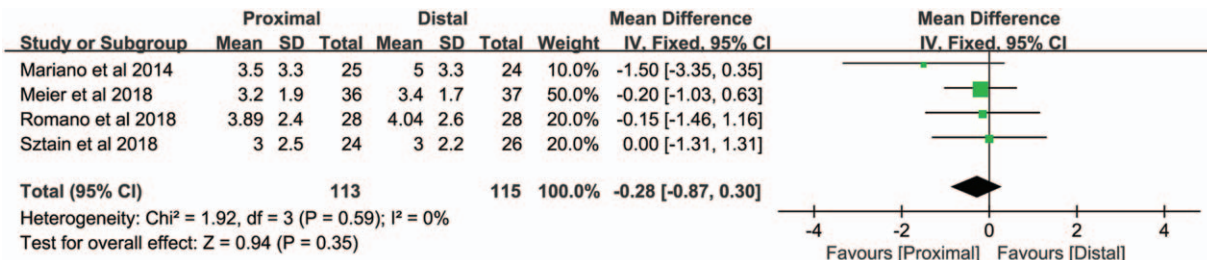 Proximal Distal Mean Difference Mean Difference
Study or Subgroup Mean SD Total Mean SD Total Weight IV, Fixed, 95% CI IV, Fixed, 95% CI
Mariano et al 2014 3.5 3.3 25 5 3.3 24 10.0% -1.50 [-3.35, 0.35]
Meier et al 2018 3.2 1.9 36 3.4 1.7 37 50.0% -0.20 [-1.03, 0.63]
Romano et al 2018 3.89 2.4 28 4.04 2.6 28 20.0% -0.15 [-1.46, 1.16]
Sztain et al 2018 3 2.5 24 3 2.2 26 20.0% 0.00 [-1.31, 1.31]
Total (95% CI) 113 115 100.0% -0.28 [-0.87, 0.30]
Heterogeneity: Chi² = 1.92, df = 3 (P = 0.59); I² = 0%
Test for overall effect: Z = 0.94 (P = 0.35)
-4 -2 0 2 4
Favours [Proximal] Favours [Distal]